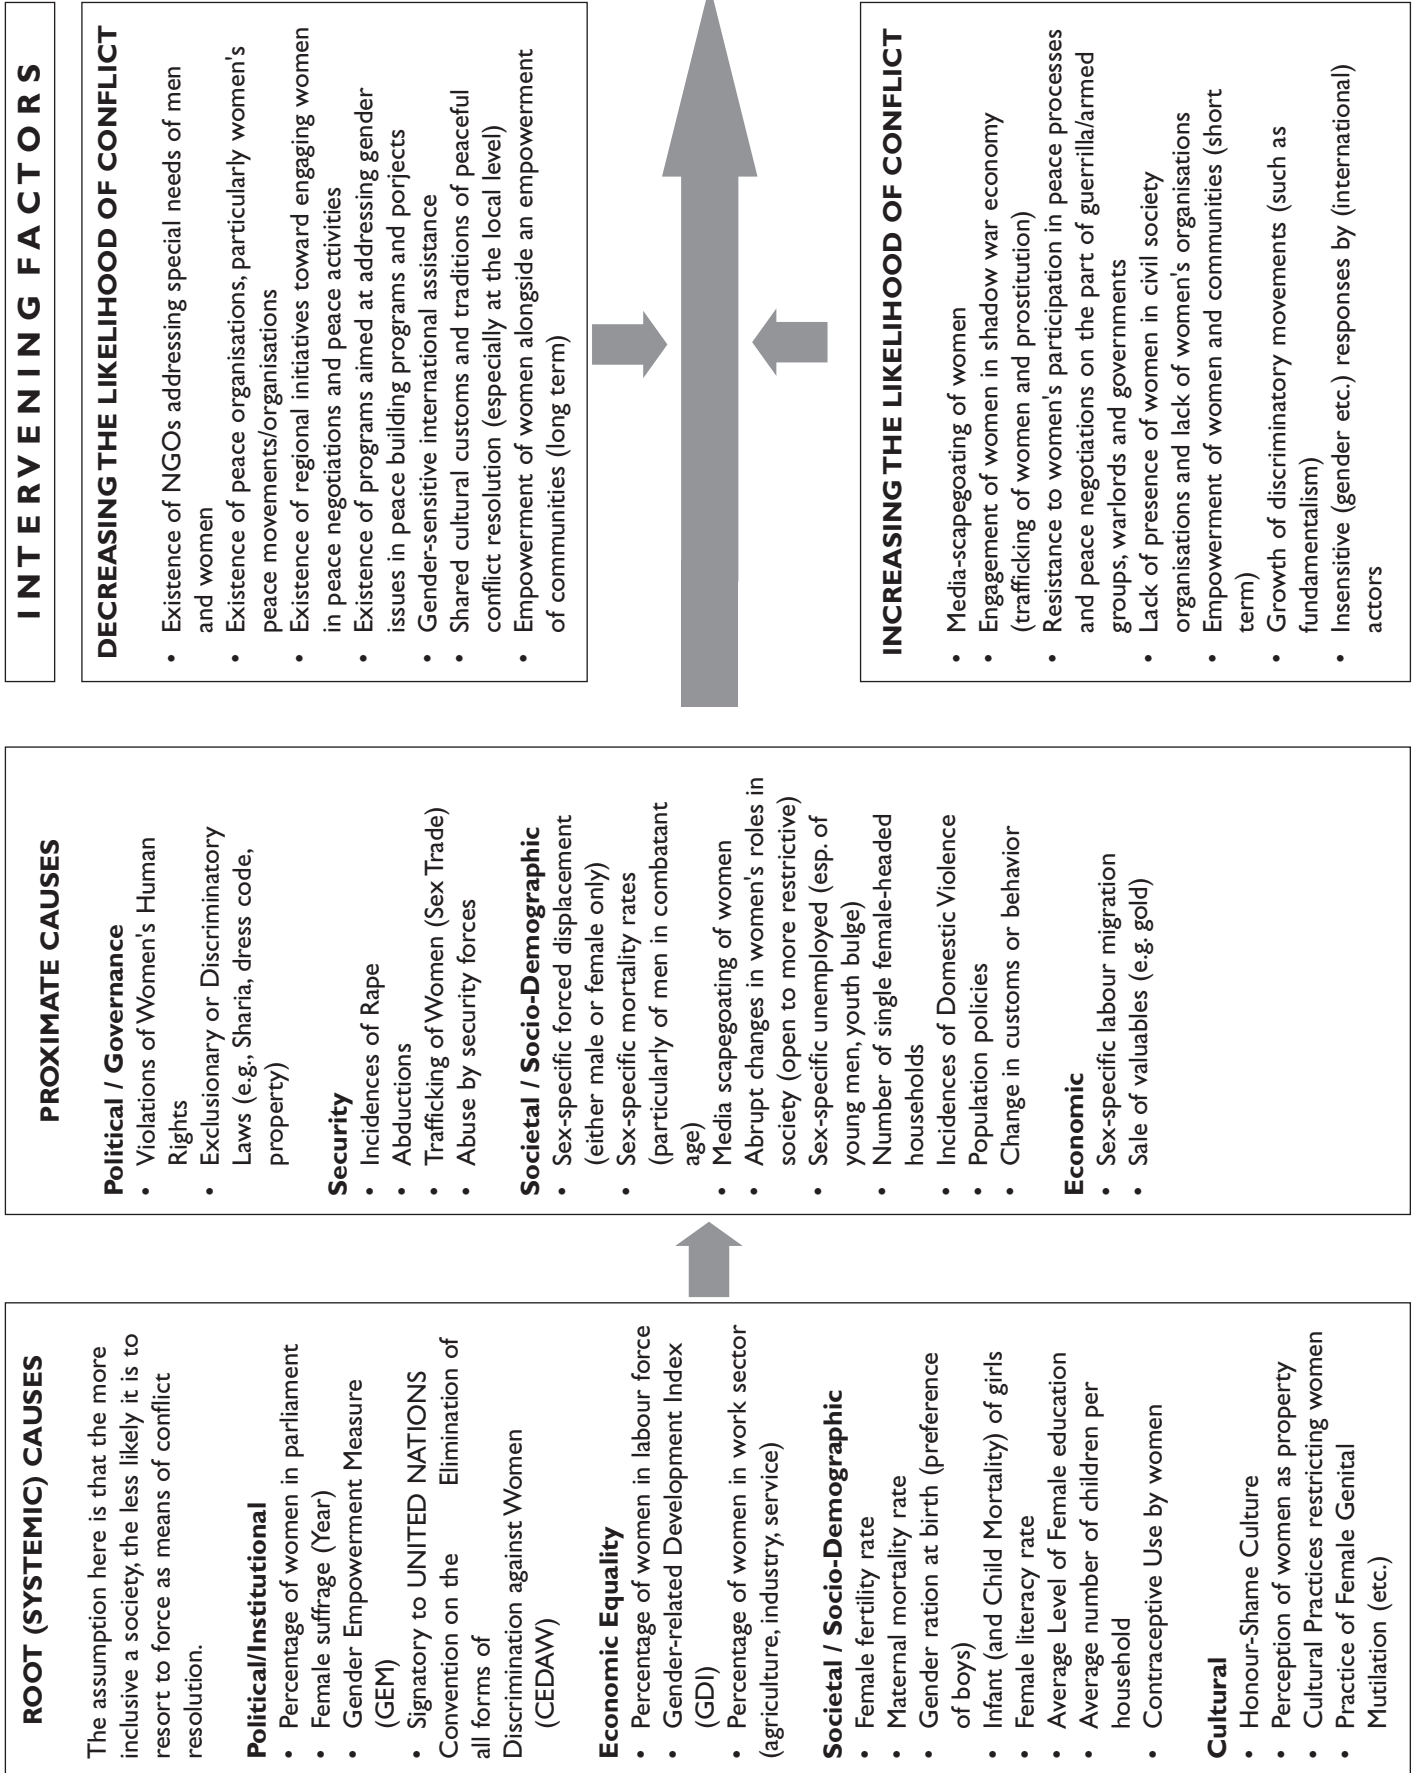 ROOT (SYSTEMIC) CAUSES
The assumption here is that the more
inclusive a society, the less likely it is to
resort to force as means of conflict
resolution.
Political/Institutional
• Percentage of women in parliament
• Female suffrage (Year)
• Gender Empowerment Measure
(GEM)
• Signatory to UNITED NATIONS
Convention on the Elimination of
all forms of
Discrimination against Women
(CEDAW)
Economic Equality
• Percentage of women in labour force
• Gender-related Development Index
(GDI)
• Percentage of women in work sector
(agriculture, industry, service)
Societal / Socio-Demographic
• Female fertility rate
• Maternal mortality rate
• Gender ration at birth (preference
of boys)
• Infant (and Child Mortality) of girls
• Female literacy rate
• Average Level of Female education
• Average number of children per
household
• Contraceptive Use by women
Cultural
• Honour-Shame Culture
• Perception of women as property
• Cultural Practices restricting women
• Practice of Female Genital
Mutilation (etc.)
PROXIMATE CAUSES
Political / Governance
• Violations of Women's Human
Rights
• Exclusionary or Discriminatory
Laws (e.g., Sharia, dress code,
property)
Security
• Incidences of Rape
• Abductions
• Trafficking of Women (Sex Trade)
• Abuse by security forces
Societal / Socio-Demographic
• Sex-specific forced displacement
(either male or female only)
• Sex-specific mortality rates
(particularly of men in combatant
age)
• Media scapegoating of women
• Abrupt changes in women's roles in
society (open to more restrictive)
• Sex-specific unemployed (esp. of
young men, youth bulge)
• Number of single female-headed
households
• Incidences of Domestic Violence
• Population policies
• Change in customs or behavior
Economic
• Sex-specific labour migration
• Sale of valuables (e.g. gold)
INTERVENING FACTORS
DECREASING THE LIKELIHOOD OF CONFLICT
• Existence of NGOs addressing special needs of men
and women
• Existence of peace organisations, particularly women's
peace movements/organisations
• Existence of regional initiatives toward engaging women
in peace negotiations and peace activities
• Existence of programs aimed at addressing gender
issues in peace building programs and porjects
• Gender-sensitive international assistance
• Shared cultural customs and traditions of peaceful
conflict resolution (especially at the local level)
• Empowerment of women alongside an empowerment
of communities (long term)
INCREASING THE LIKELIHOOD OF CONFLICT
• Media-scapegoating of women
• Engagement of women in shadow war economy
(trafficking of women and prostitution)
• Resistance to women's participation in peace processes
and peace negotiations on the part of guerrilla/armed
groups, warlords and governments
• Lack of presence of women in civil society
organisations and lack of women's organisations
• Empowerment of women and communities (short
term)
• Growth of discriminatory movements (such as
fundamentalism)
• Insensitive (gender etc.) responses by (international)
actors